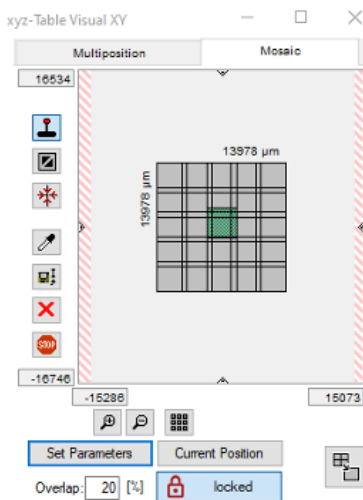 xyz-Table Visual XY
Multiposition Mosaic
16534
13978 µm
13978 µm
STOP
-16746
-15286 15073
Set Parameters Current Position
Overlap: 20 [%] locked